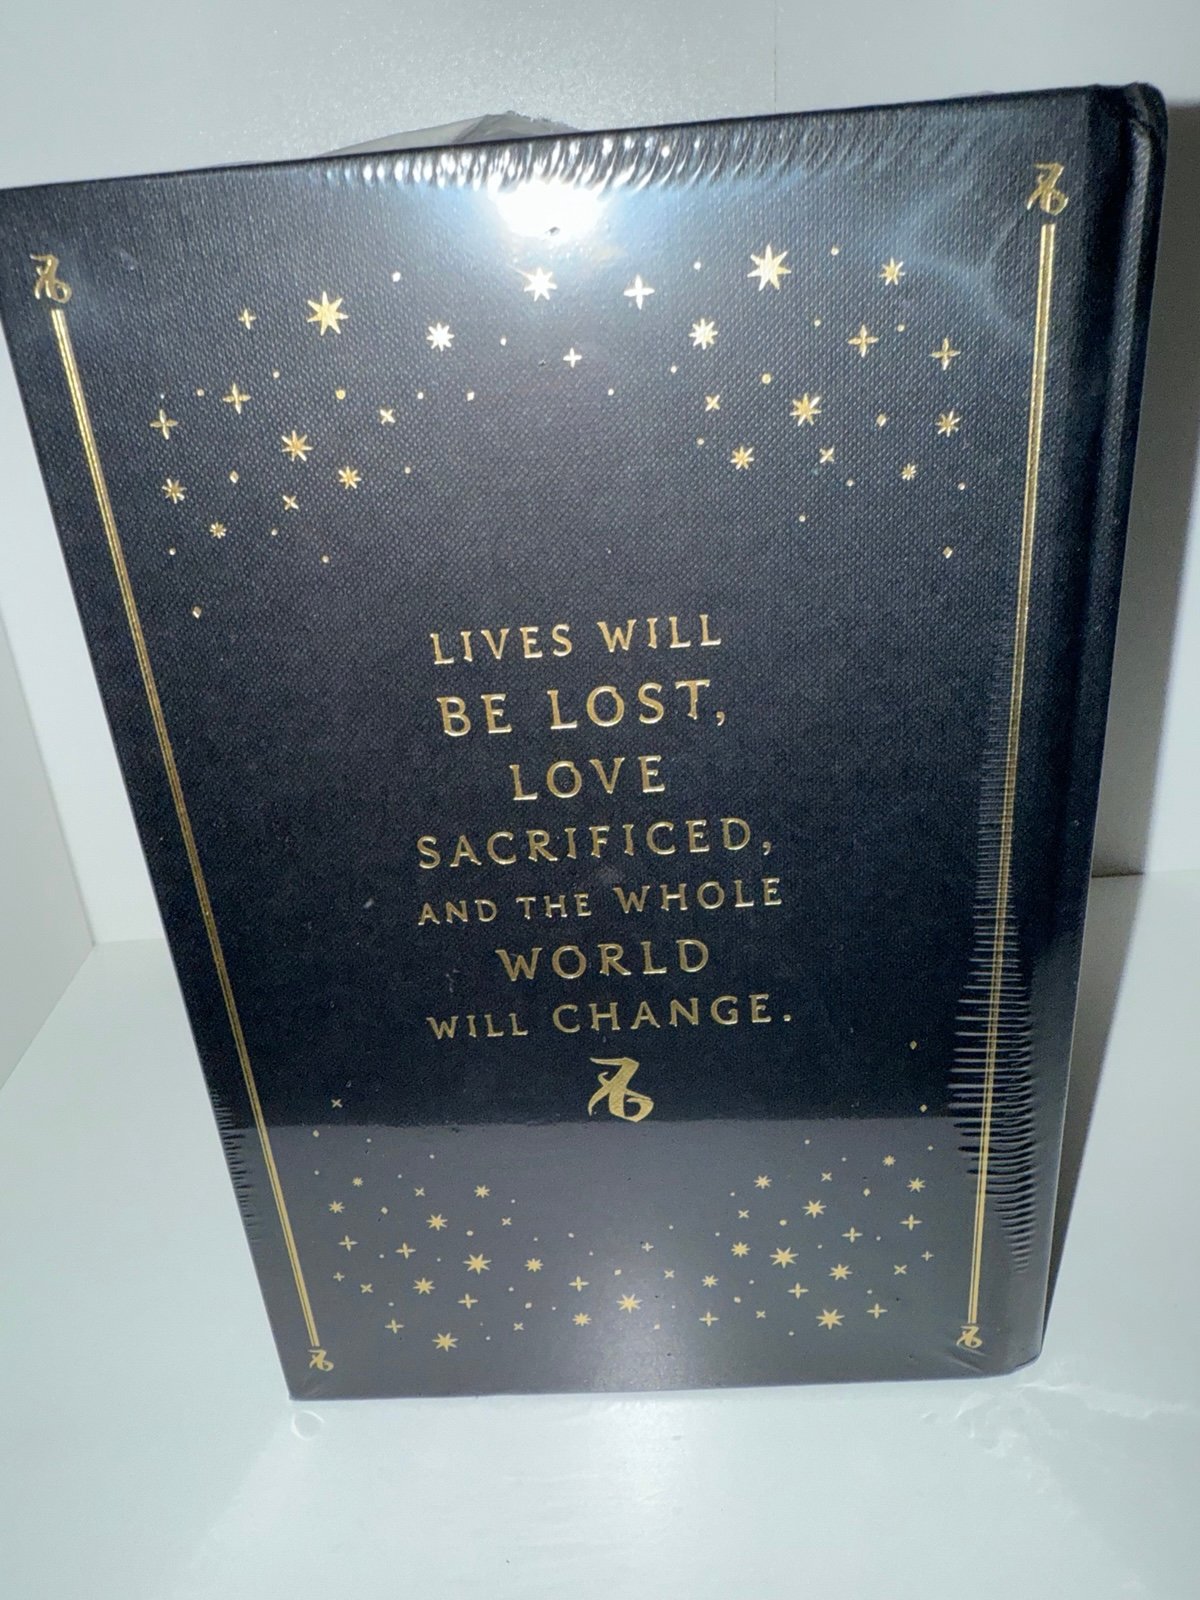 LIVES WILL
BE LOST,
LOVE
SACRIFICED,
AND THE WHOLE
WORLD
WILL CHANGE.